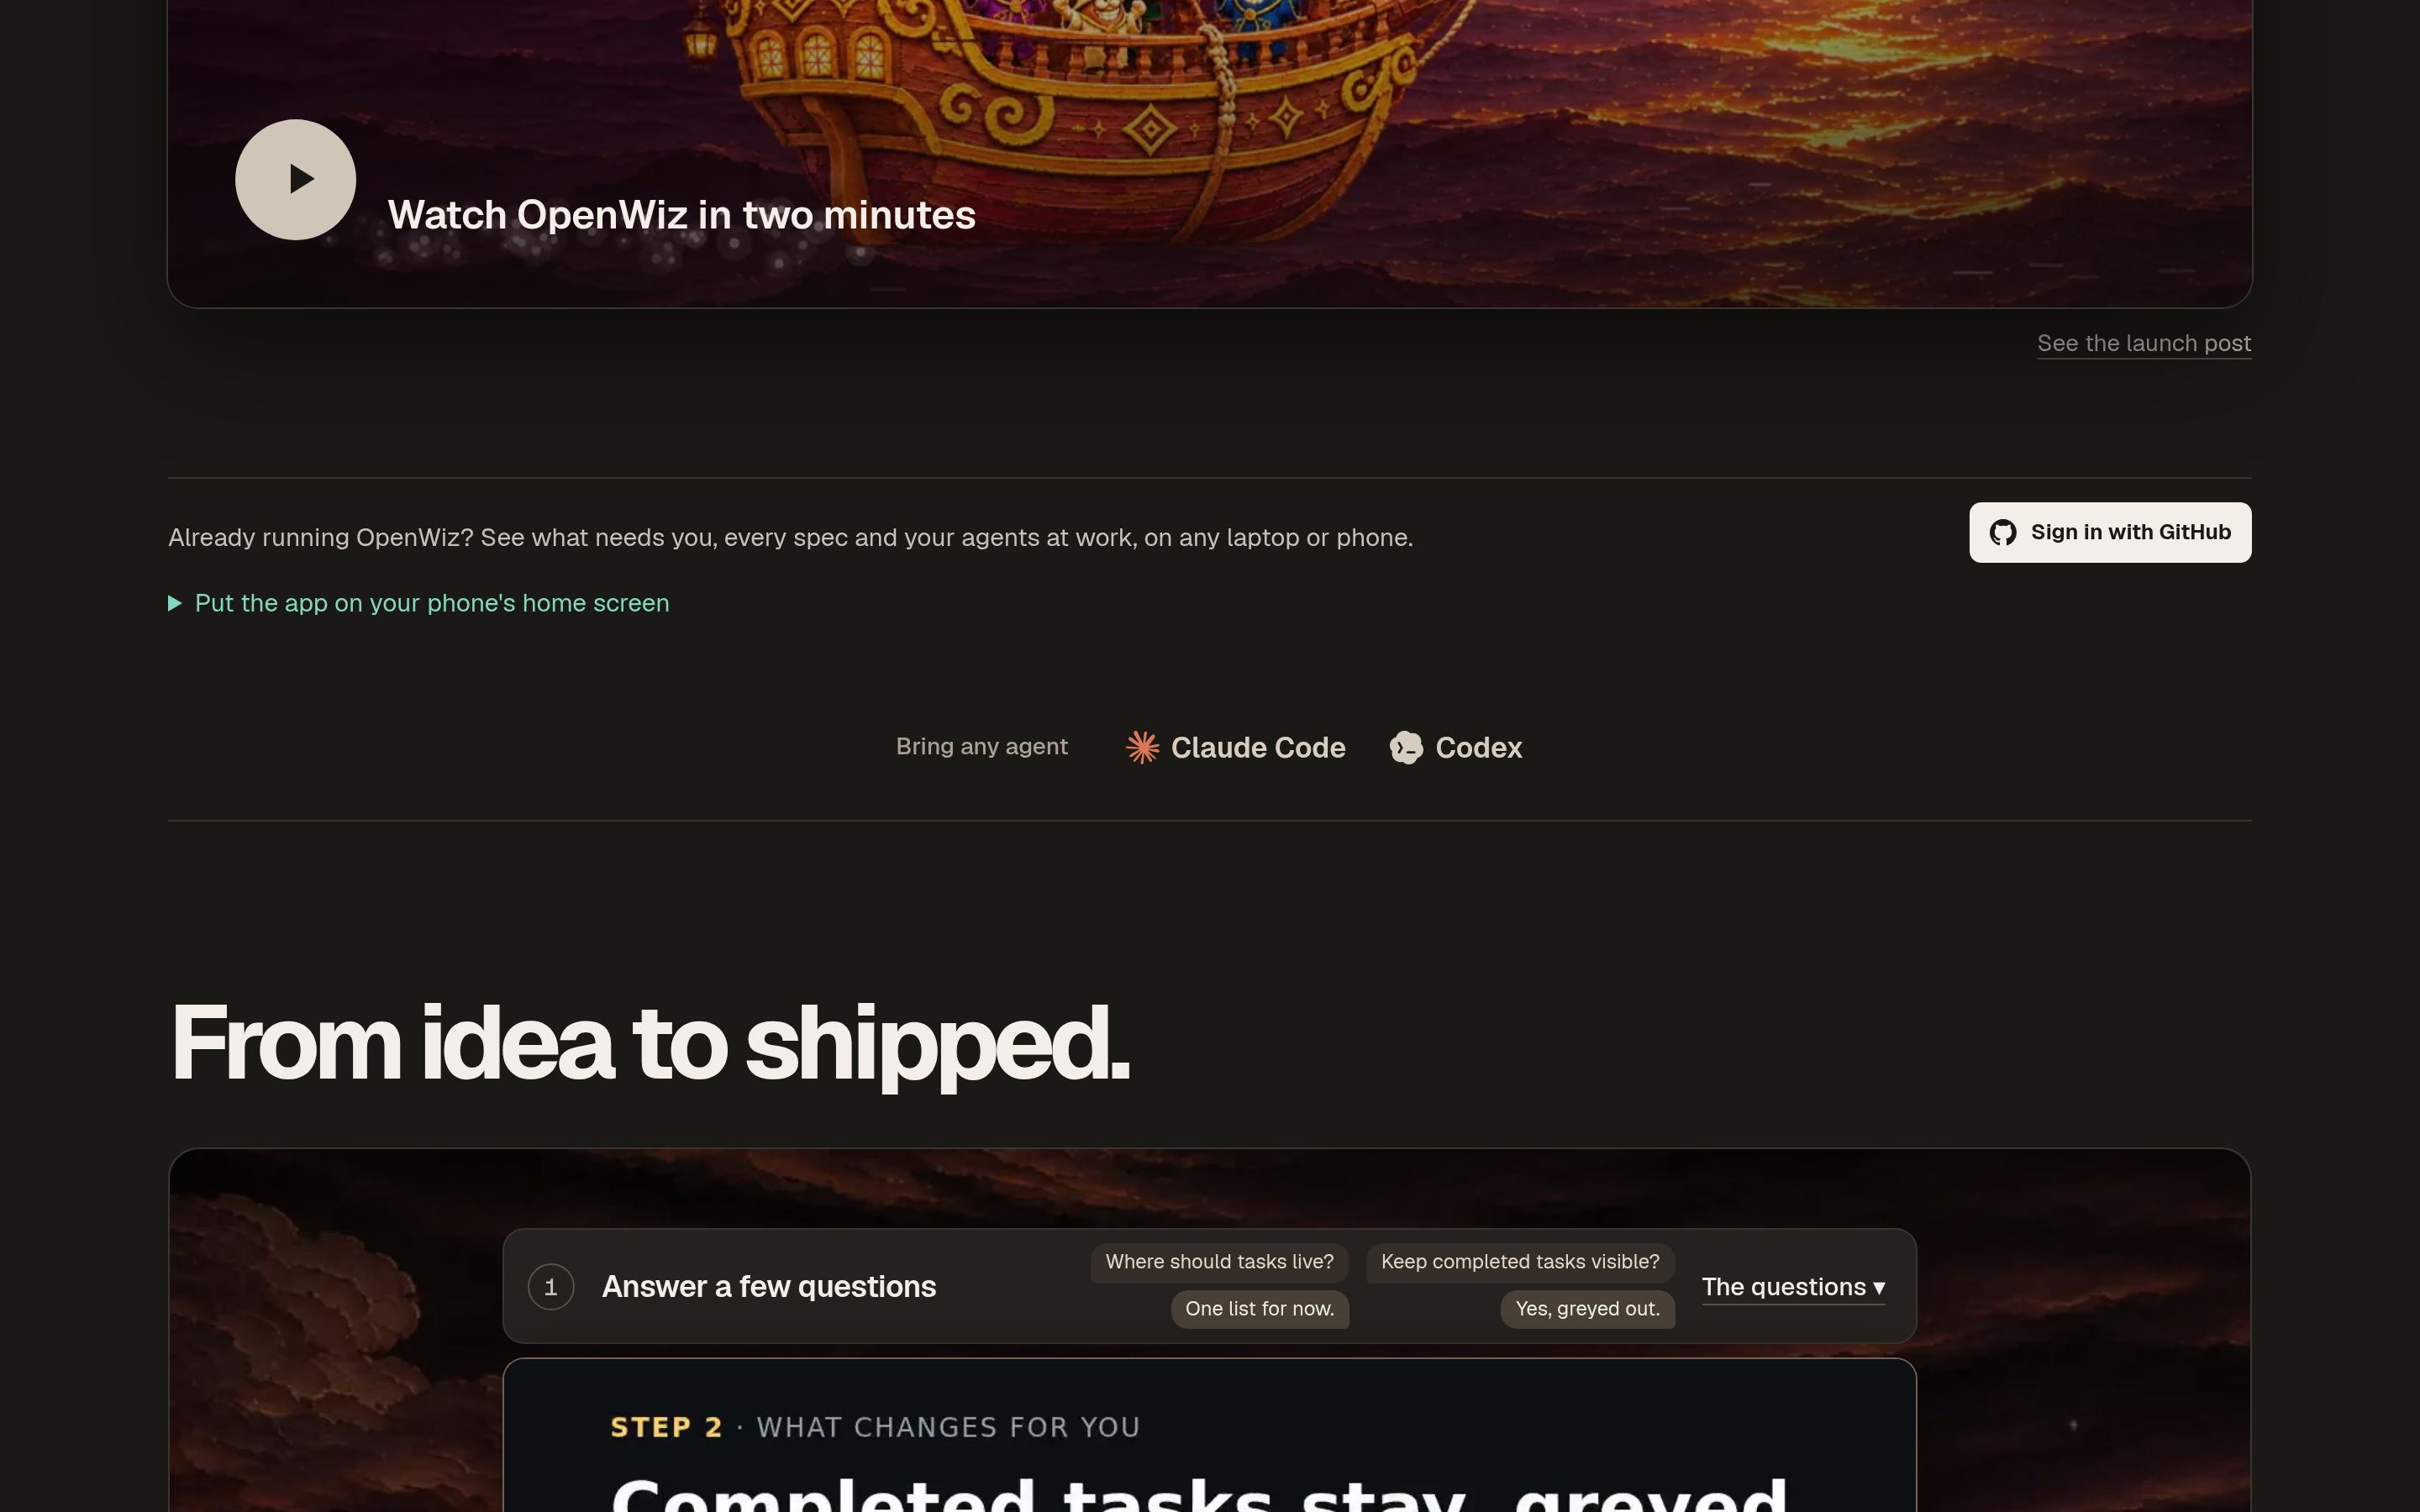 Watch OpenWiz in two minutes
See the launch post
Already running OpenWiz? See what needs you, every spec and your agents at work, on any laptop or phone.
Sign in with GitHub
▶ Put the app on your phone's home screen
Bring any agent
Claude Code
Codex
From idea to shipped.
1
Answer a few questions
Where should tasks live?
One list for now.
Keep completed tasks visible?
Yes, greyed out.
The questions ▾
STEP 2 · WHAT CHANGES FOR YOU
Completed tasks stay, greyed